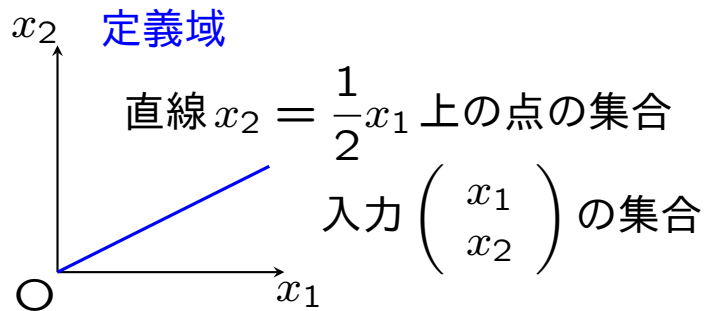 x₂ 定義域
直線 x₂ = 1/2 x₁ 上の点の集合
入力 ( x₁ x₂ ) の集合
O x₁